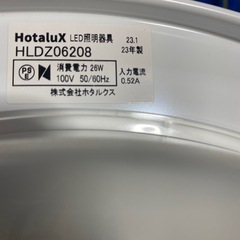 HotaluX LED照明器具 23.1
HLDZ06208 23年製
PS E
消費電力 26W 入力電流
100V 50/60Hz 0.52A
株式会社ホタルクス